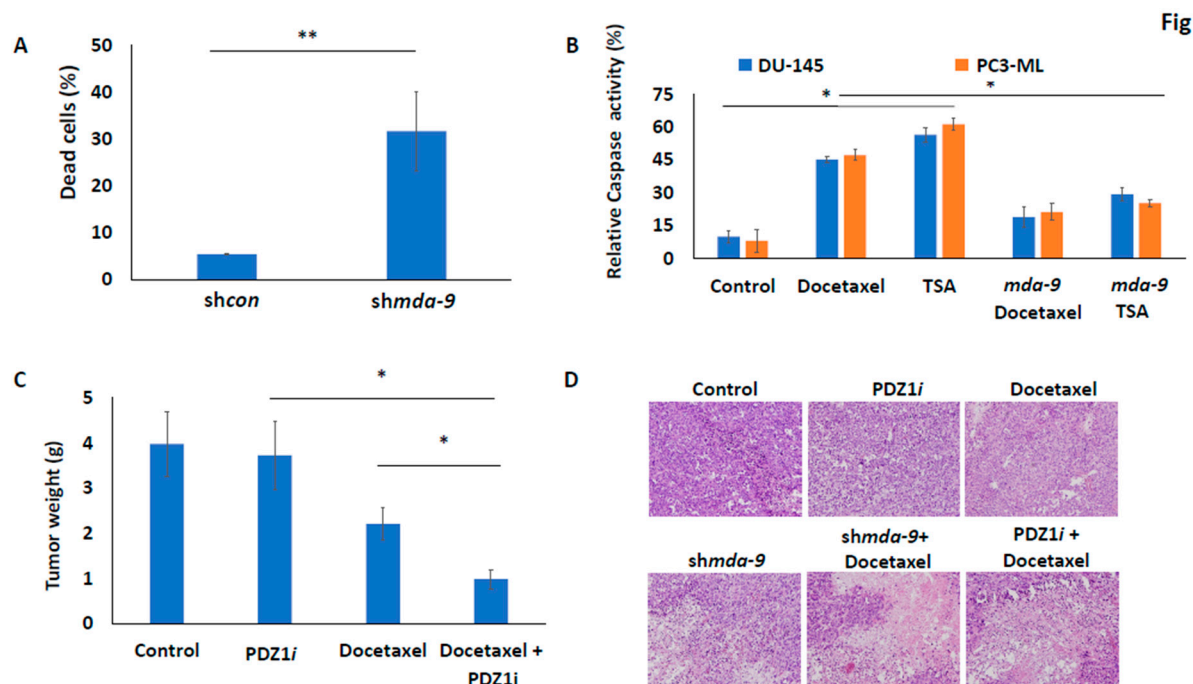 Fig
A
Dead cells (%)
50
40
30
20
10
0
**
shcon
shmda-9
B
Relative Caspase activity (%)
DU-145
PC3-ML
75
60
45
30
15
0
*
*
Control
Docetaxel
TSA
mda-9
Docetaxel
mda-9
TSA
C
Tumor weight (g)
5
4
3
2
1
0
*
*
Control
PDZ1i
Docetaxel
Docetaxel +
PDZ1i
D
Control
PDZ1i
Docetaxel
shmda-9
shmda-9+
Docetaxel
PDZ1i +
Docetaxel